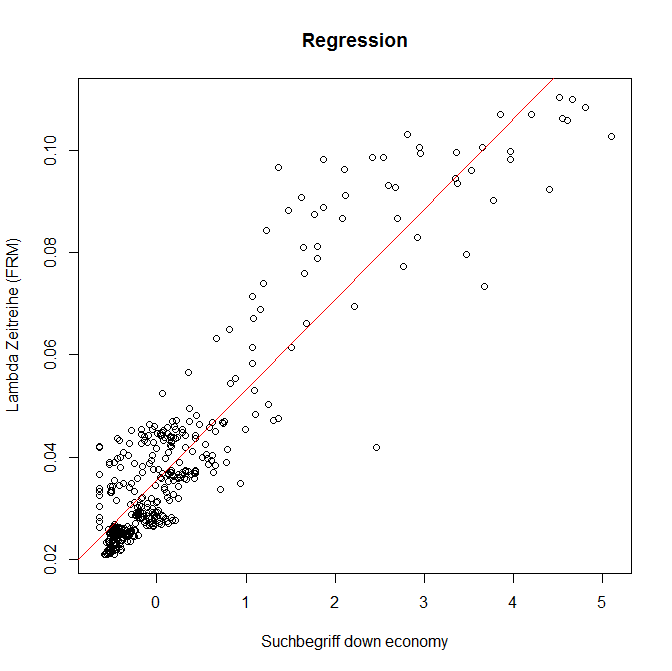 Regression
Lambda Zeitreihe (FRM)
0.10
0.08
0.06
0.04
0.02
0 1 2 3 4 5
Suchbegriff down economy